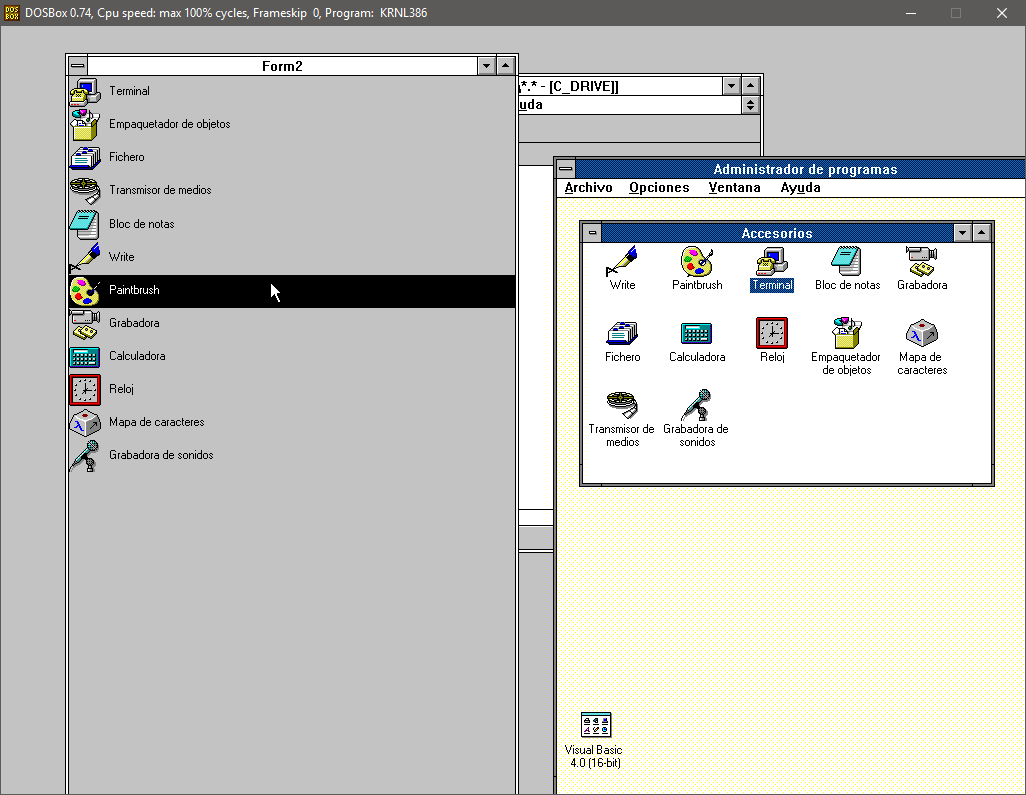 DOSBox 0.74, Cpu speed: max 100% cycles, Frameskip 0, Program: KRNL386
Form2
Terminal
Empaquetador de objetos
Fichero
Transmisor de medios
Bloc de notas
Write
Paintbrush
Grabadora
Calculadora
Reloj
Mapa de caracteres
Grabadora de sonidos
\*.* - [C_DRIVE]]
uda
Administrador de programas
Archivo Opciones Ventana Ayuda
Accesorios
Write Paintbrush Terminal Bloc de notas Grabadora
Fichero Calculadora Reloj Empaquetador Mapa de
de objetos caracteres
Transmisor de Grabadora de
medios sonidos
Visual Basic
4.0 (16-bit)